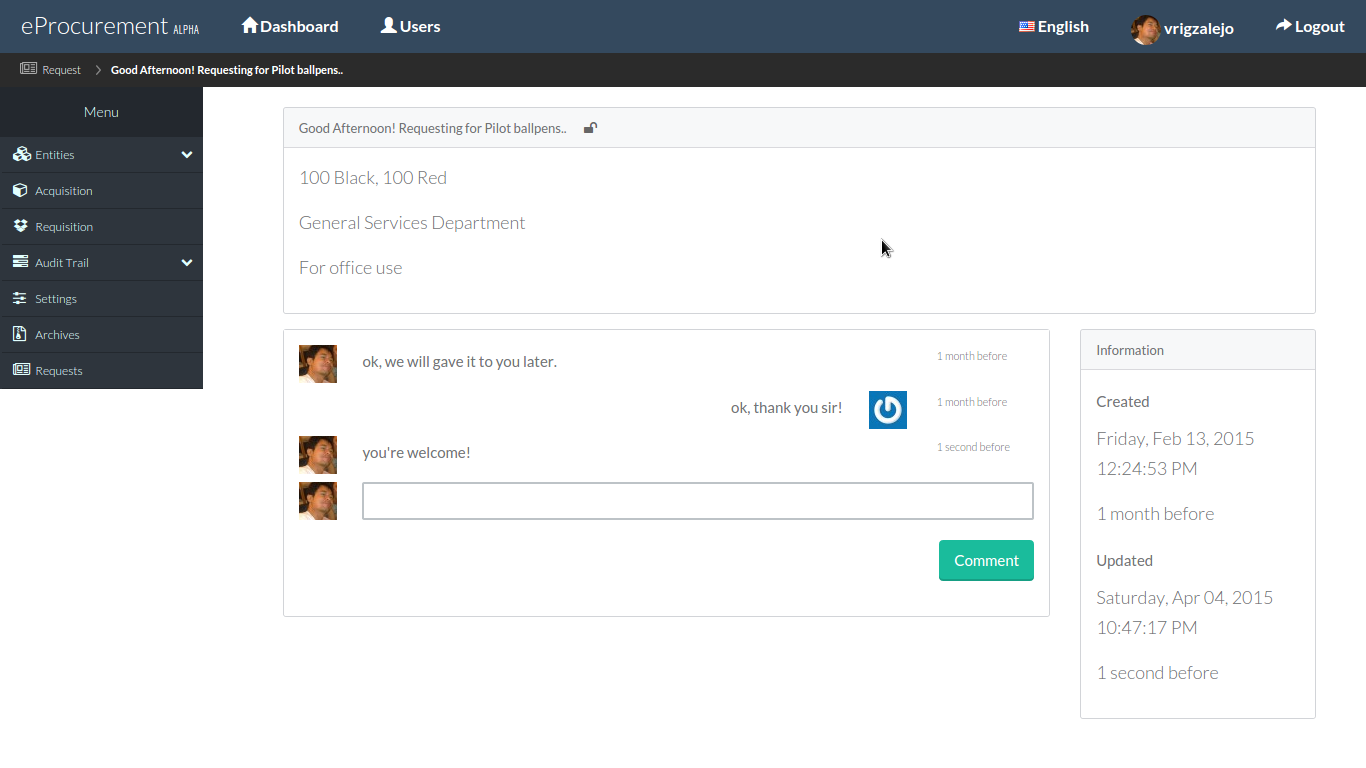 eProcurement ALPHA Dashboard Users English vrigzalejo Logout
Request Good Afternoon! Requesting for Pilot ballpens..
Menu
Entities
Acquisition
Requisition
Audit Trail
Settings
Archives
Requests
Good Afternoon! Requesting for Pilot ballpens..
100 Black, 100 Red
General Services Department
For office use
ok, we will gave it to you later. 1 month before
ok, thank you sir! 1 month before
you're welcome! 1 second before
Comment
Information
Created
Friday, Feb 13, 2015
12:24:53 PM
1 month before
Updated
Saturday, Apr 04, 2015
10:47:17 PM
1 second before